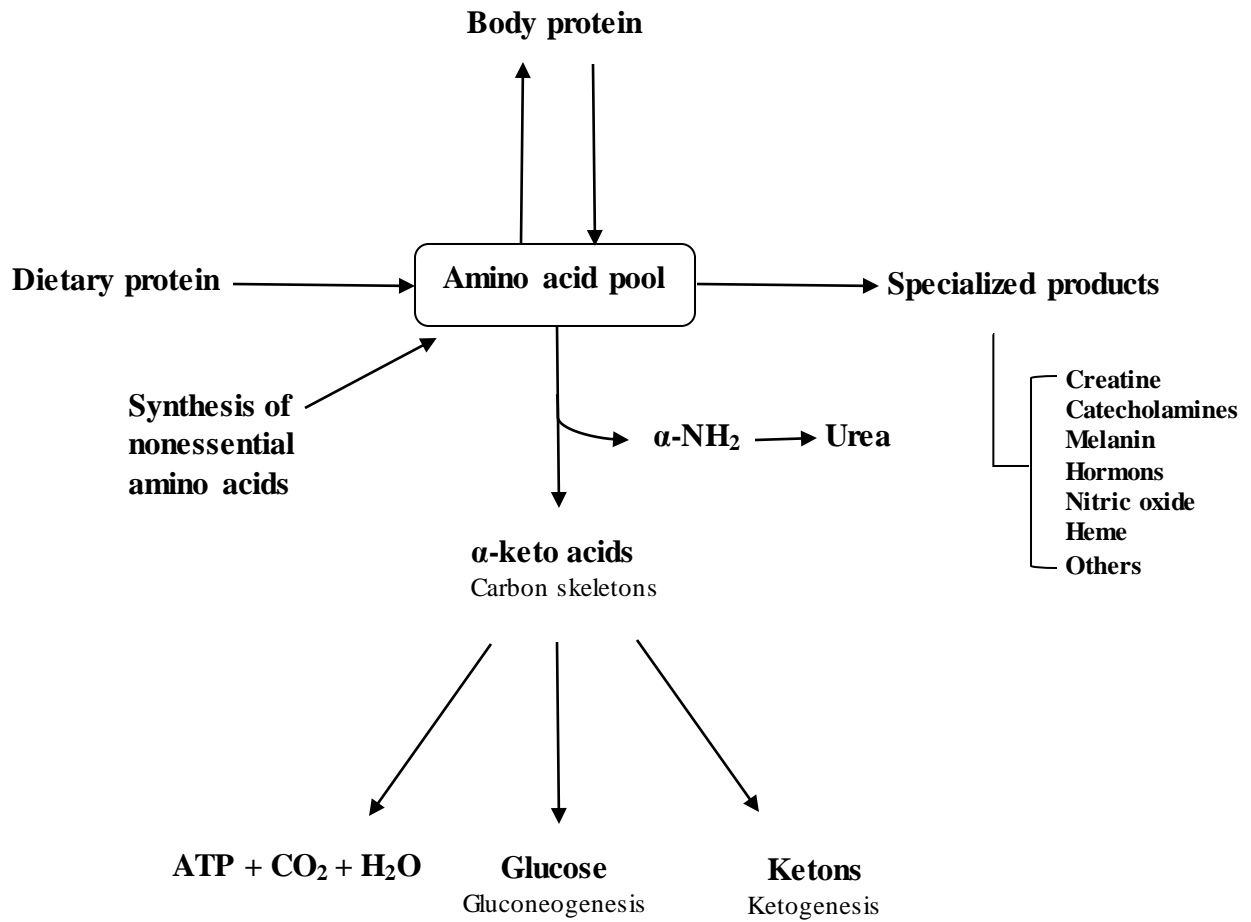 Body protein
Dietary protein
Amino acid pool
Specialized products
Synthesis of
nonessential
amino acids
α-NH₂
Urea
Creatine
Catecholamines
Melanin
Hormons
Nitric oxide
Heme
Others
α-keto acids
Carbon skeletons
ATP + CO₂ + H₂O
Glucose
Gluconeogenesis
Ketons
Ketogenesis